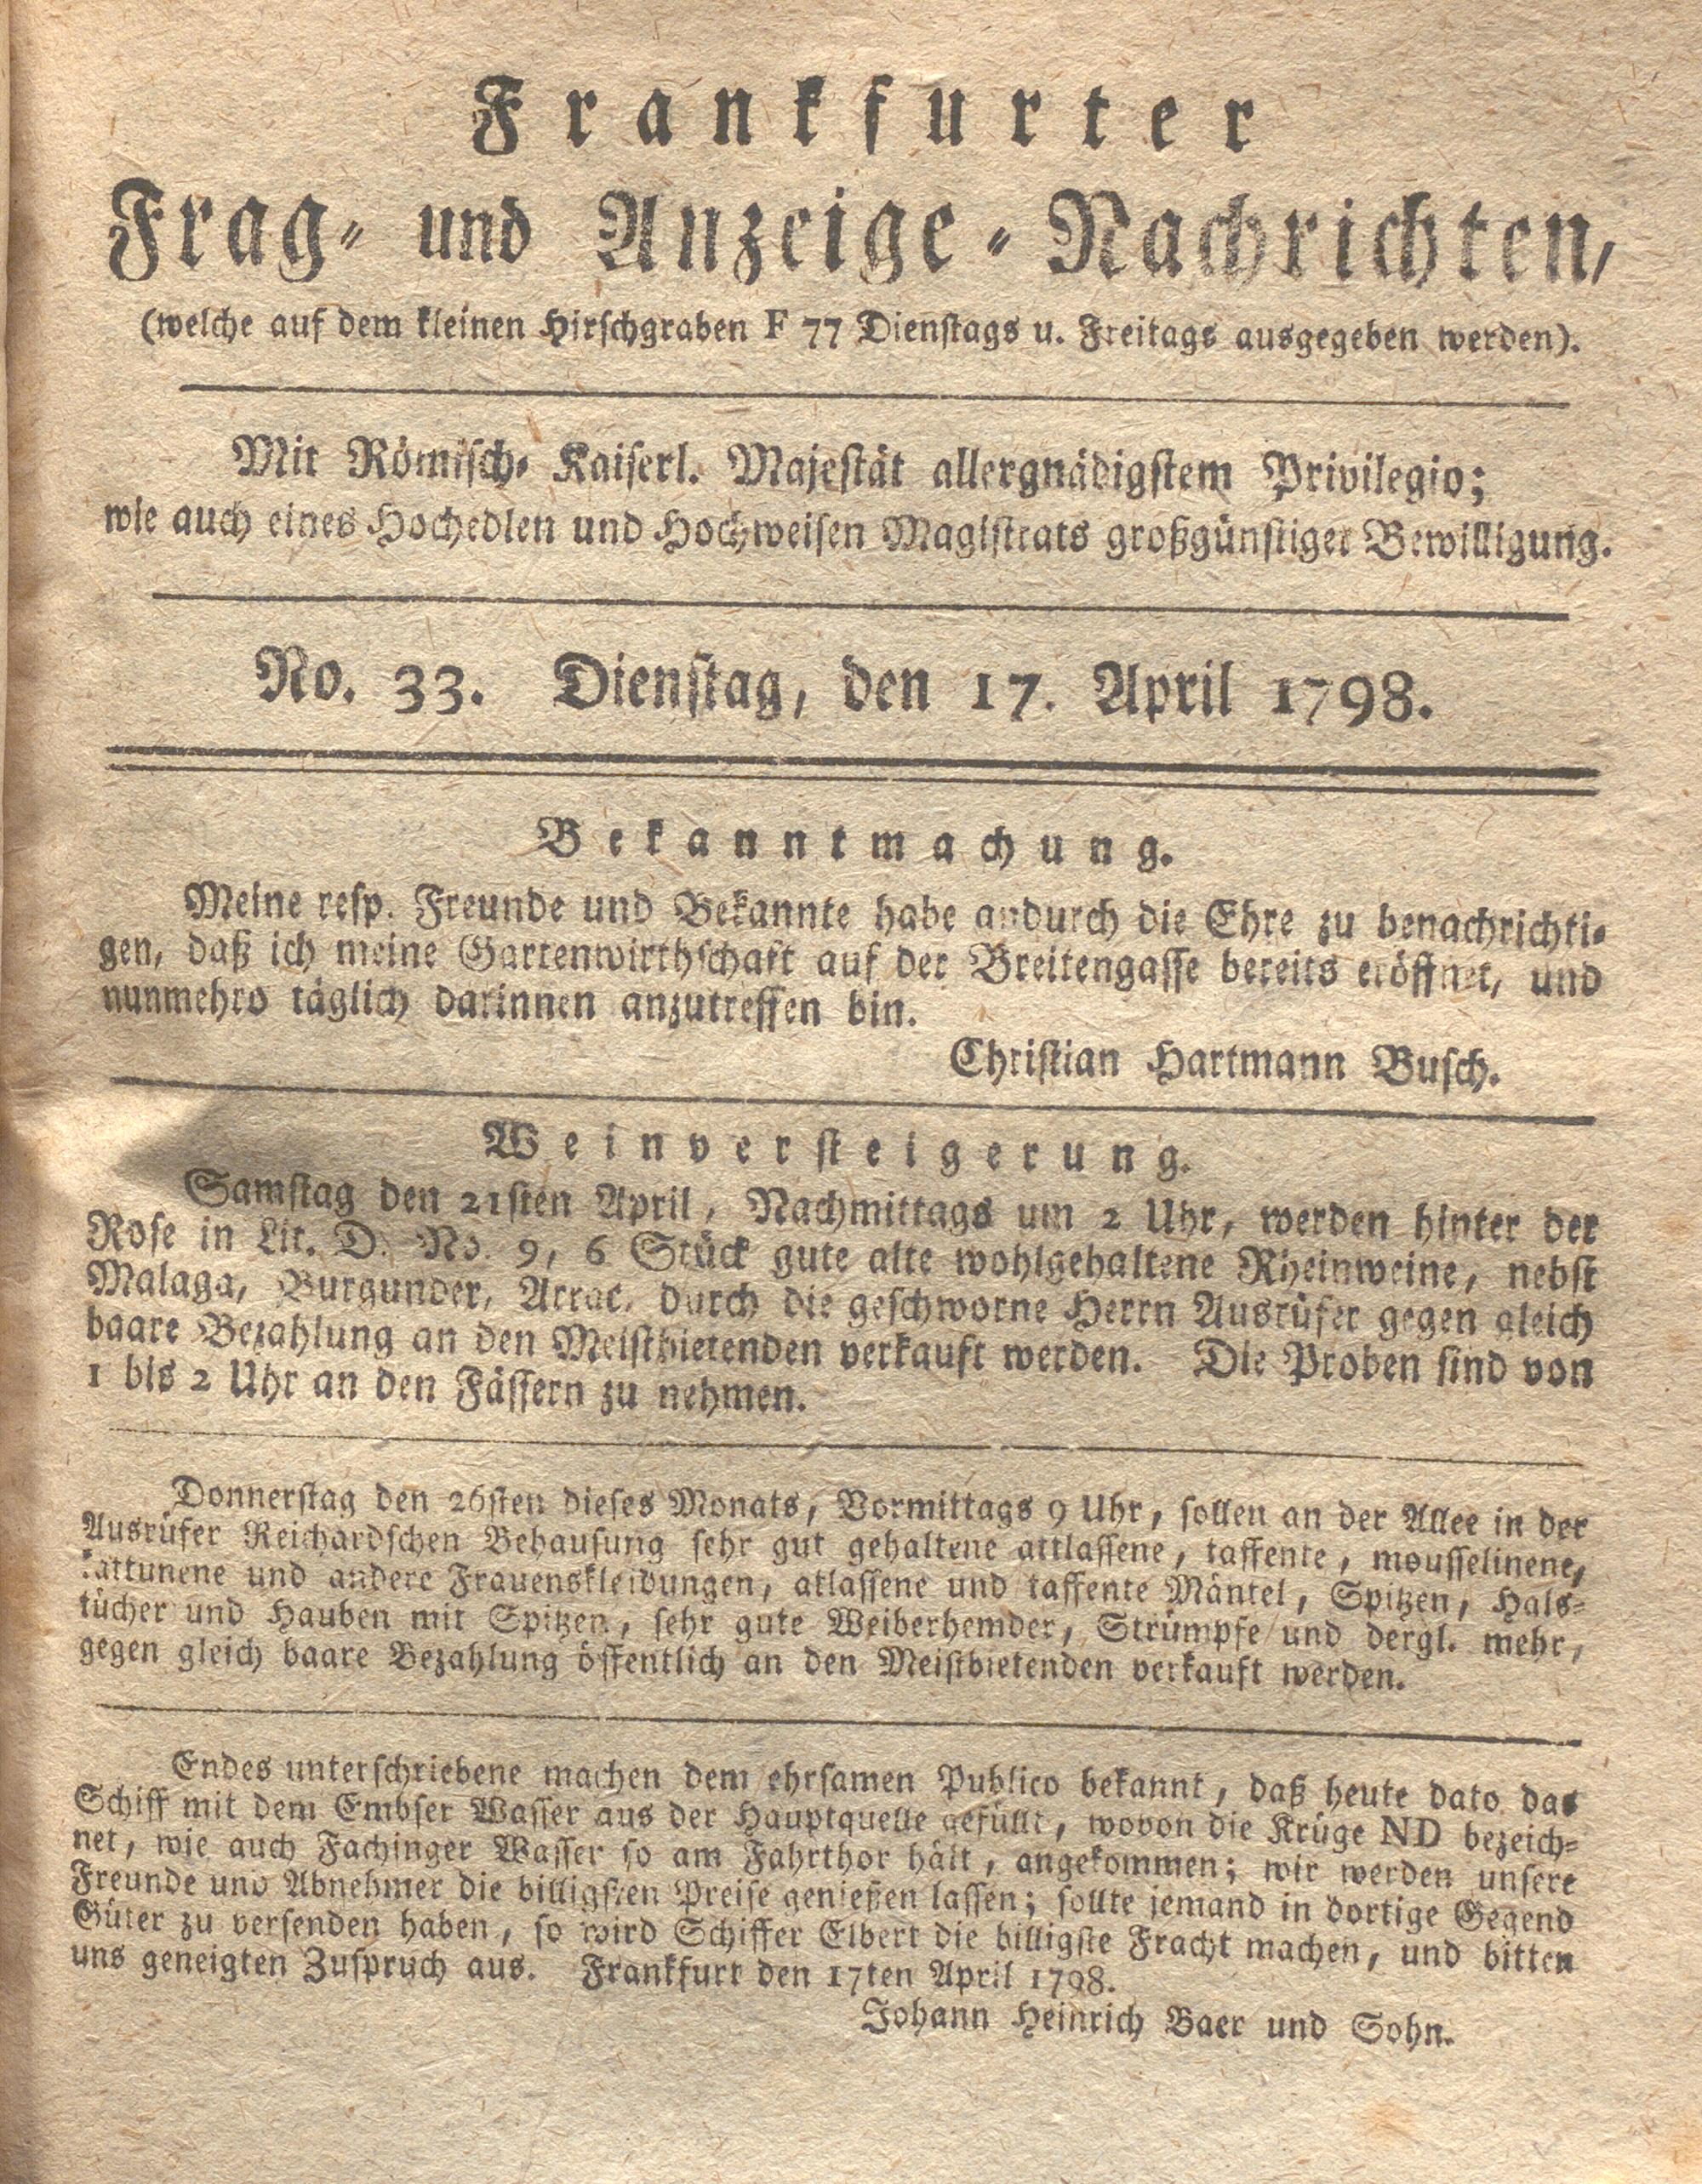 Frankfurter
Frag- und Anzeige-Nachrichten,
(welche auf dem kleinen Hirschgraben F 77 Dienstags u. Freitags ausgegeben werden).
Mit Römisch- Kaiserl. Majestät allergnädigstem Privilegio;
wie auch eines Hochedlen und Hochweisen Magistrats großgünstiger Bewilligung.
No. 33. Dienstag, den 17. April 1798.
Bekanntmachung.
Meine resp. Freunde und Bekannte habe andurch die Ehre zu benachrichti-
gen, daß ich meine Gartenwirthschaft auf der Breitengasse bereits eröffnet, und
nunmehro täglich darinnen anzutreffen bin.
Christian Hartmann Busch.
Weinversteigerung.
Samstag den 21sten April, Nachmittags um 2 Uhr, werden hinter der
Rose in Lit. D. No. 9, 6 Stück gute alte wohlgehaltene Rheinweine, nebst
Malaga, Burgunder, Arrac, durch die geschworne Herrn Ausrüfer gegen gleich
baare Bezahlung an den Meistbietenden verkauft werden. Die Proben sind von
1 bis 2 Uhr an den Fässern zu nehmen.
Donnerstag den 26sten dieses Monats, Vormittags 9 Uhr, sollen an der Allee in der
Ausrüfer Reichardschen Behausung sehr gut gehaltene attlassene, taffente, mousselinene,
kattunene und andere Frauenskleidungen, atlassene und taffente Mäntel, Spitzen, Hals-
tücher und Hauben mit Spitzen, sehr gute Weiberhemder, Strümpfe und dergl. mehr,
gegen gleich baare Bezahlung öffentlich an den Meistbietenden verkauft werden.
Endes unterschriebene machen dem ehrsamen Publico bekannt, daß heute dato das
Schiff mit dem Embser Wasser aus der Hauptquelle gefüllt, wovon die Krüge ND bezeich-
net, wie auch Fachinger Wasser so am Fahrthor hält, angekommen; wir werden unsere
Freunde und Abnehmer die billigsten Preise genießen lassen; sollte jemand in dortige Gegend
Güter zu versenden haben, so wird Schiffer Elbert die billigste Fracht machen, und bitten
uns geneigten Zuspruch aus. Frankfurt den 17ten April 1798.
Johann Heinrich Baer und Sohn.